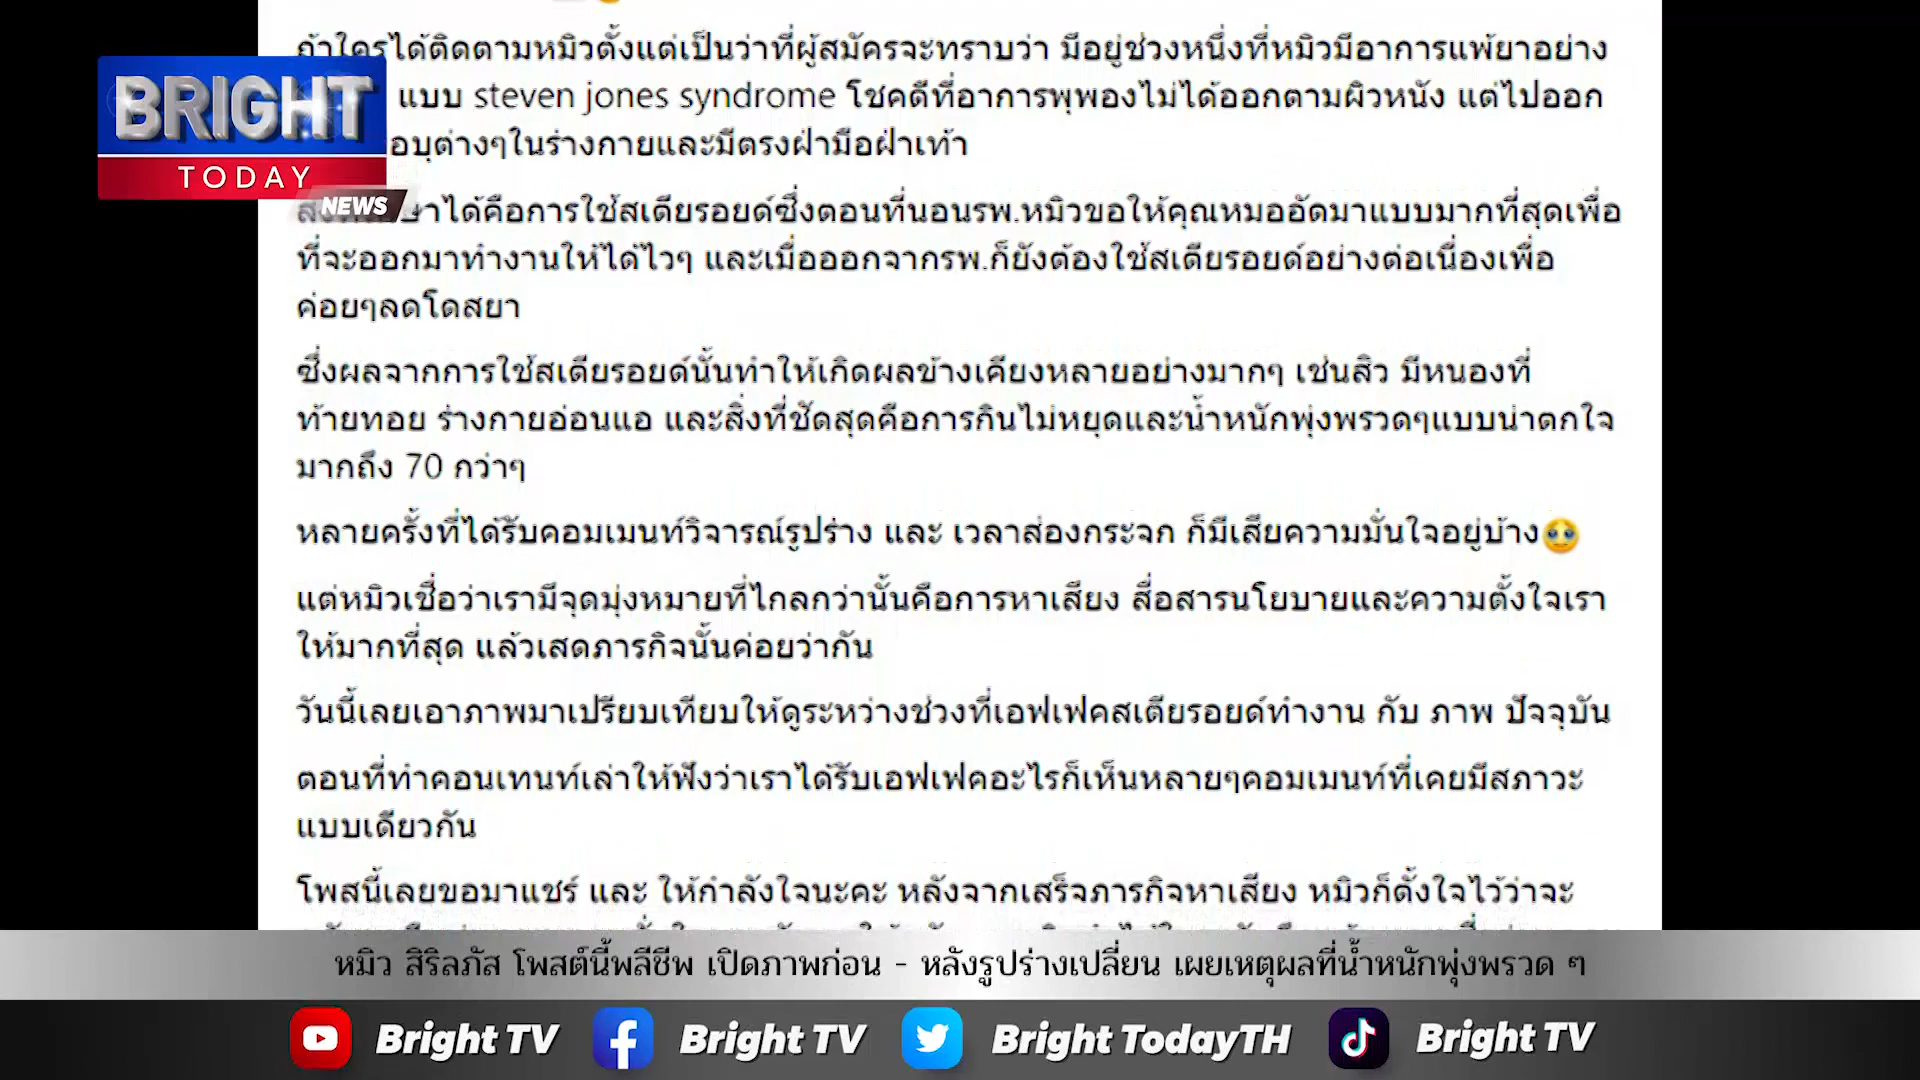 ถ้าใครได้ติดตามหมิวตั้งแต่เป็นว่าที่ผู้สมัครจะทราบว่า มีอยู่ช่วงหนึ่งที่หมิวมีอาการแพ้ยาอย่าง
แบบ steven jones syndrome โชคดีที่อาการพุพองไม่ได้ออกตามผิวหนัง แต่ไปออก
อบุต่างๆในร่างกายและมีตรงฝ่ามือฝ่าเท้า
ได้คือการใช้สเตียรอยด์ซึ่งตอนที่นอนรพ.หมิวขอให้คุณหมออัดมาแบบมากที่สุดเพื่อ
ที่จะออกมาทำงานให้ได้ไวๆ และเมื่อออกจากรพ.ก็ยังต้องใช้สเตียรอยด์อย่างต่อเนื่องเพื่อ
ค่อยๆลดโดสยา
ซึ่งผลจากการใช้สเตียรอยด์นั้นทำให้เกิดผลข้างเคียงหลายอย่างมากๆ เช่นสิว มีหนองที่
ท้ายทอย ร่างกายอ่อนแอ และสิ่งที่ชัดสุดคือการกินไม่หยุดและน้ำหนักพุ่งพรวดๆแบบน่าตกใจ
มากถึง 70 กว่าๆ
หลายครั้งที่ได้รับคอมเมนท์วิจารณ์รูปร่าง และ เวลาส่องกระจก ก็มีเสียความมั่นใจอยู่บ้าง🥹
แต่หมิวเชื่อว่าเรามีจุดมุ่งหมายที่ไกลกว่านั้นคือการหาเสียง สื่อสารนโยบายและความตั้งใจเรา
ให้มากที่สุด แล้วเสดภารกิจนั้นค่อยว่ากัน
วันนี้เลยเอาภาพมาเปรียบเทียบให้ดูระหว่างช่วงที่เอฟเฟคสเตียรอยด์ทำงาน กับ ภาพ ปัจจุบัน
ตอนที่ทำคอนเทนท์เล่าให้ฟังว่าเราได้รับเอฟเฟคอะไรก็เห็นหลายๆคอมเมนท์ที่เคยมีสภาวะ
แบบเดียวกัน
โพสนี้เลยขอมาแชร์ และ ให้กำลังใจนะคะ หลังจากเสร็จภารกิจหาเสียง หมิวก็ตั้งใจไว้ว่าจะ
BRIGHT
TODAY
NEWS
หมิว สิริลภัส โพสต์นี้พลีชีพ เปิดภาพก่อน - หลังรูปร่างเปลี่ยน เผยเหตุผลที่น้ำหนักพุ่งพรวด ๆ
Bright TV Bright TV Bright TodayTH Bright TV